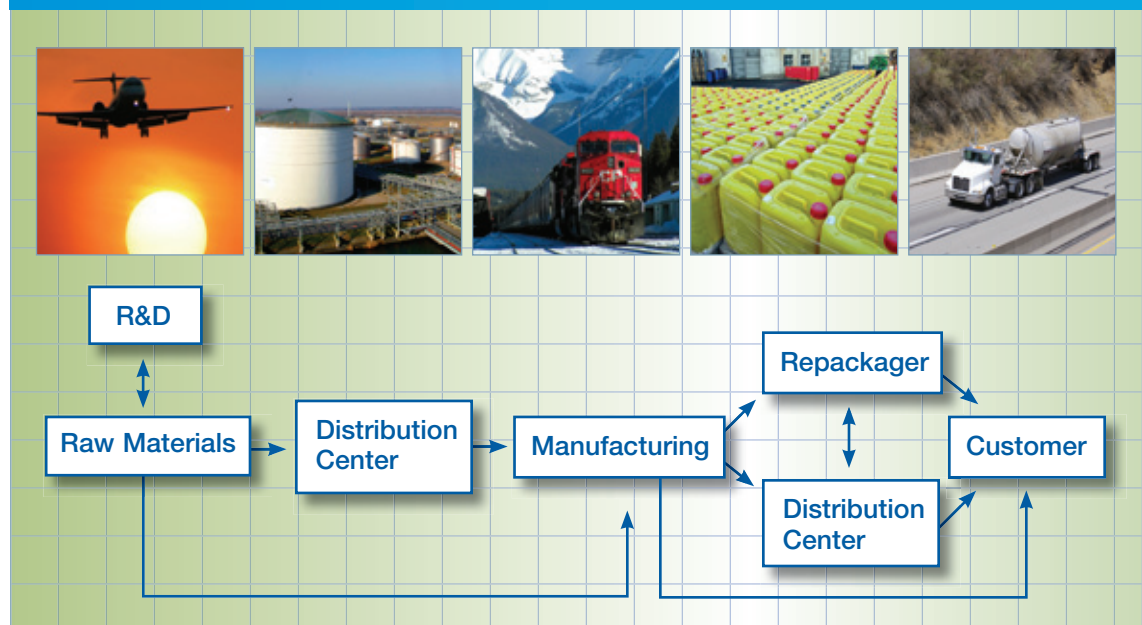 R&D
Raw Materials
Distribution
Center
Manufacturing
Repackager
Distribution
Center
Customer